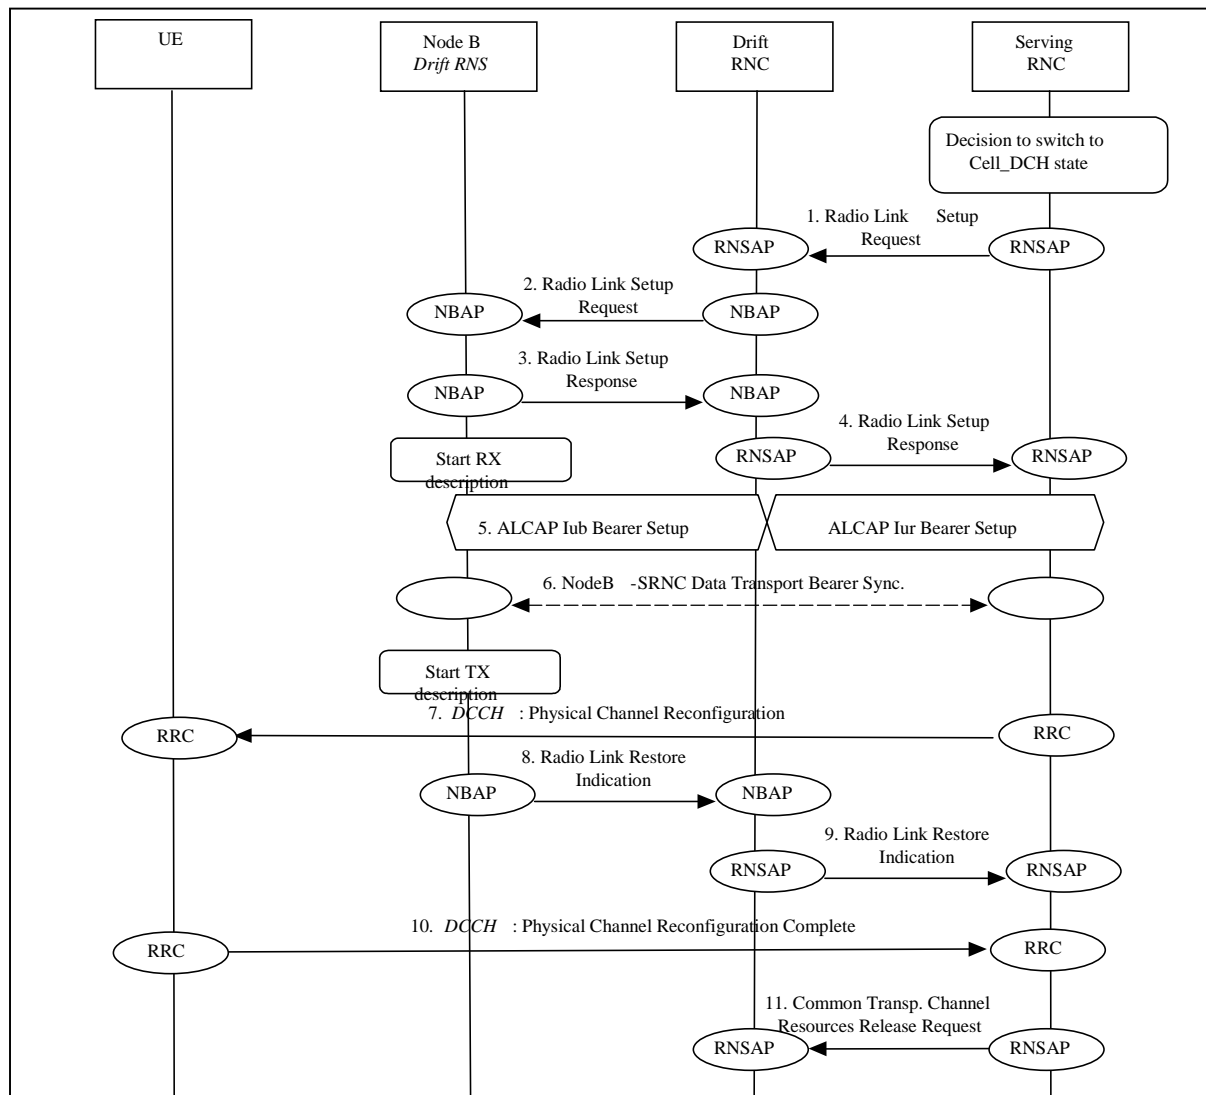 UE
Node B
Drift RNS
Drift
RNC
Serving
RNC
Decision to switch to
Cell_DCH state
1. Radio Link Setup
Request
RNSAP
RNSAP
2. Radio Link Setup
Request
NBAP
NBAP
3. Radio Link Setup
Response
NBAP
NBAP
4. Radio Link Setup
Response
RNSAP
RNSAP
Start RX
description
5. ALCAP Iub Bearer Setup
ALCAP Iur Bearer Setup
6. NodeB -SRNC Data Transport Bearer Sync.
Start TX
description
7. DCCH : Physical Channel Reconfiguration
RRC
RRC
8. Radio Link Restore
Indication
NBAP
NBAP
9. Radio Link Restore
Indication
RNSAP
RNSAP
10. DCCH : Physical Channel Reconfiguration Complete
RRC
RRC
11. Common Transp. Channel
Resources Release Request
RNSAP
RNSAP